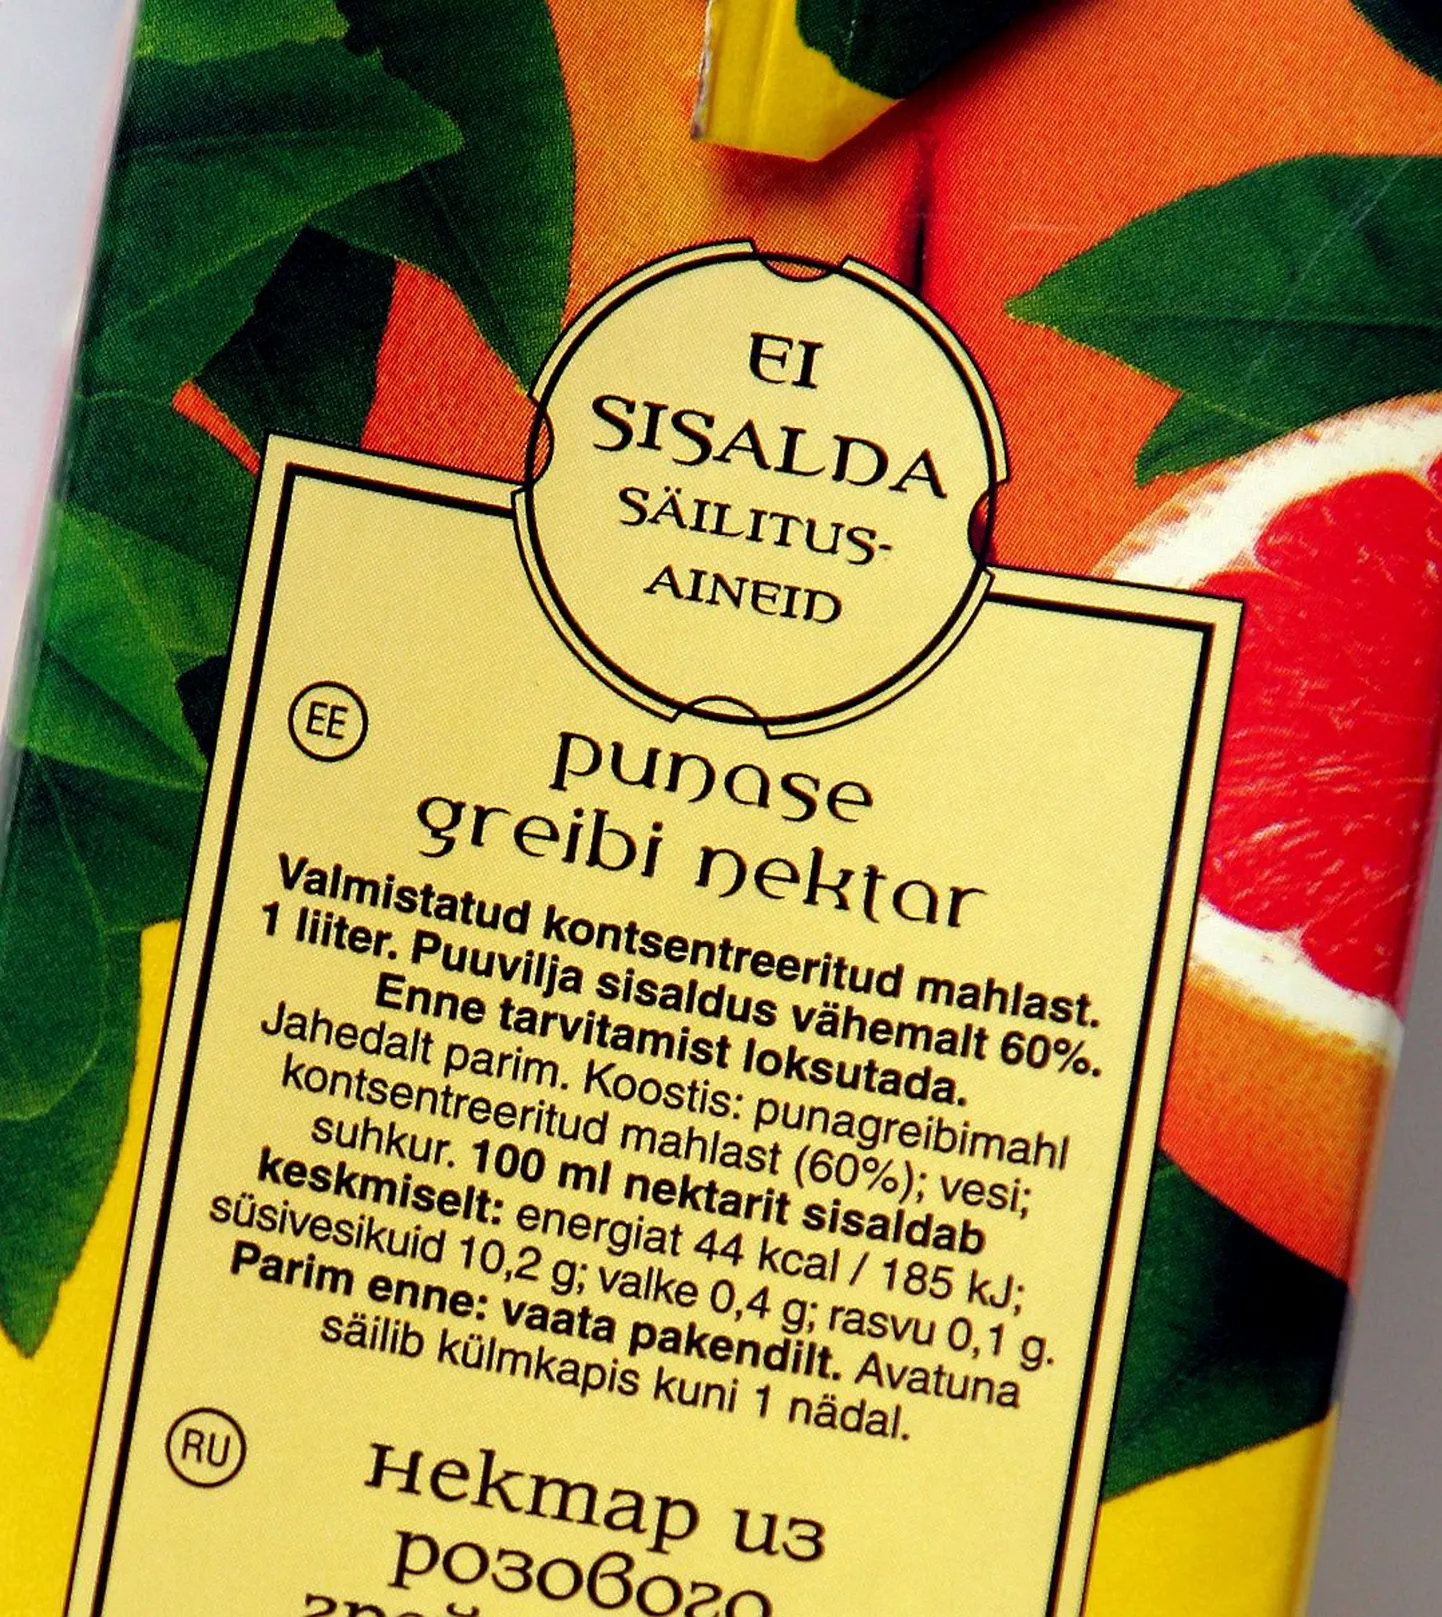 EI
SISALDA
SÄILITUS-
AINEID
EE
punase
greibi nektar
Valmistatud kontsentreeritud mahlast.
1 liiter. Puuvilja sisaldus vähemalt 60%.
Enne tarvitamist loksutada.
Jahedalt parim. Koostis: punagreibimahl
kontsentreeritud mahlast (60%); vesi;
suhkur. 100 ml nektarit sisaldab
keskmiselt: energiat 44 kcal / 185 kJ;
süsivesikuid 10,2 g; valke 0,4 g; rasvu 0,1 g.
Parim enne: vaata pakendilt. Avatuna
säilib külmkapis kuni 1 nädal.
RU
Нектар из
розового